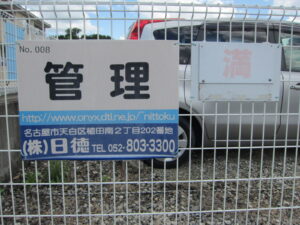 No. 008
管理
満
http://www.onyx.dti.ne.jp/~nittoku
名古屋市天白区植田南2丁目202番地
(株)日徳 TEL 052-803-3300